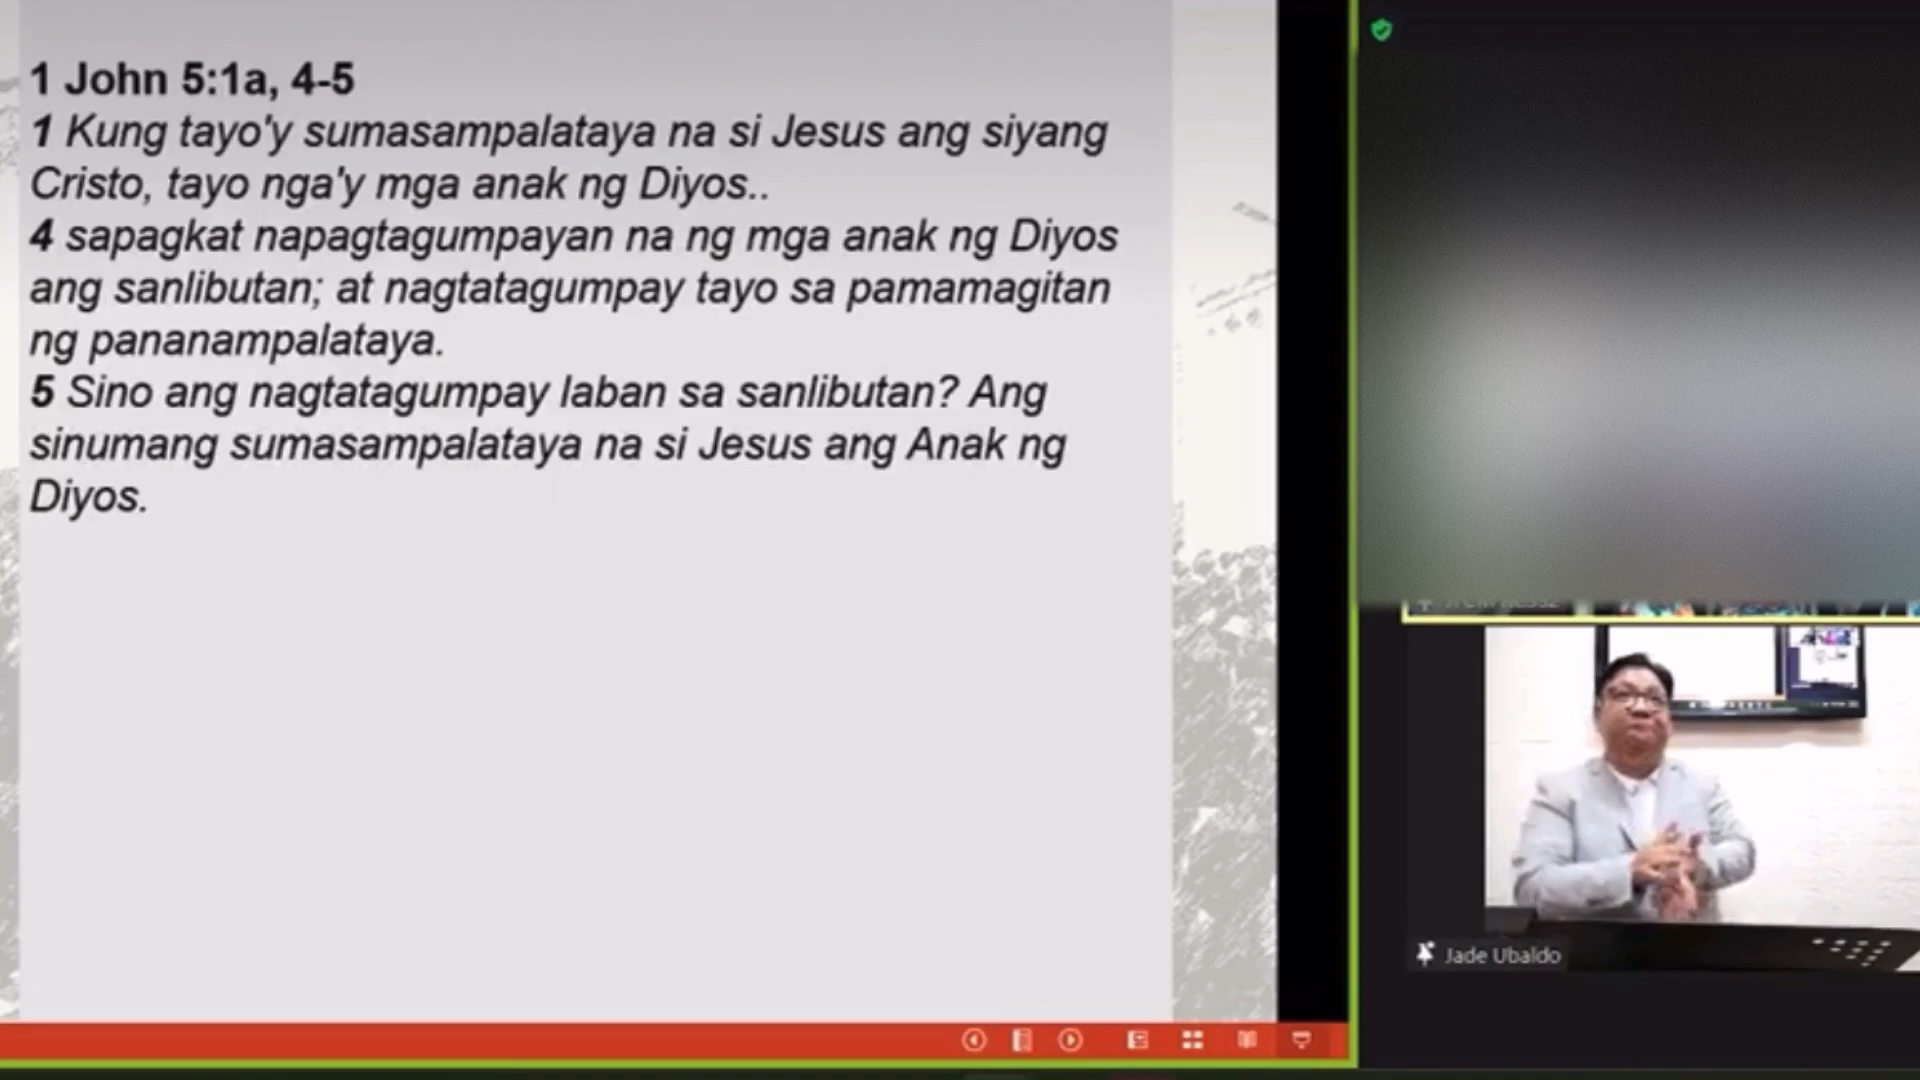 1 John 5:1a, 4-5
1 Kung tayo'y sumasampalataya na si Jesus ang siyang
Cristo, tayo nga'y mga anak ng Diyos..
4 sapagkat napagtagumpayan na ng mga anak ng Diyos
ang sanlibutan; at nagtatagumpay tayo sa pamamagitan
ng pananampalataya.
5 Sino ang nagtatagumpay laban sa sanlibutan? Ang
sinumang sumasampalataya na si Jesus ang Anak ng
Diyos.
Jade Ubaldo